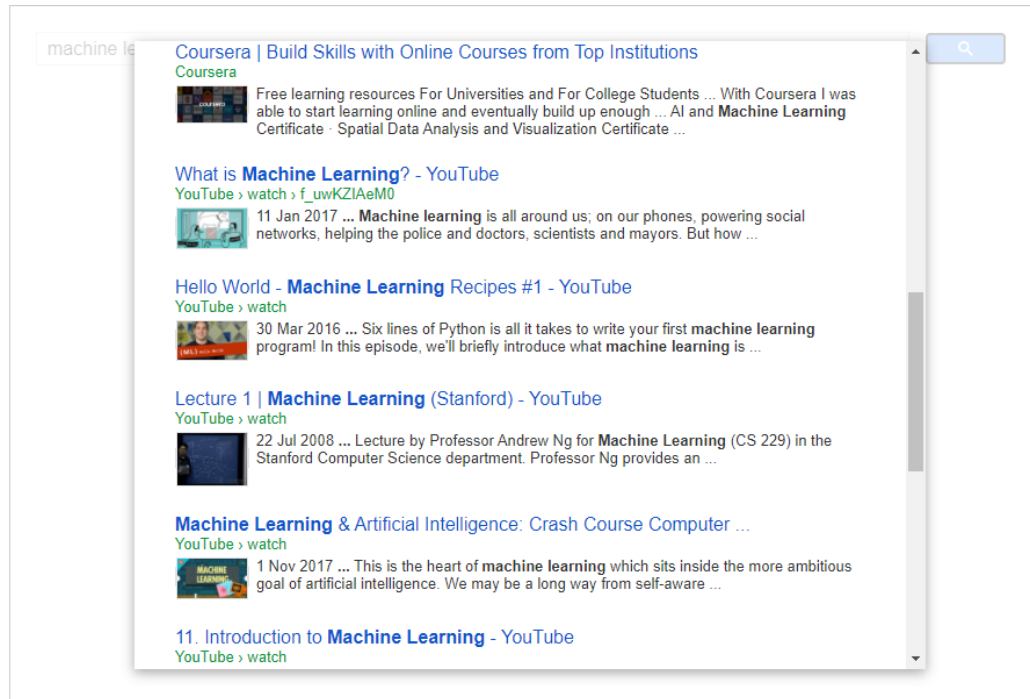 machine le
Coursera | Build Skills with Online Courses from Top Institutions
Coursera
coursera
Free learning resources For Universities and For College Students ... With Coursera I was
able to start learning online and eventually build up enough ... AI and Machine Learning
Certificate · Spatial Data Analysis and Visualization Certificate ...
What is Machine Learning? - YouTube
YouTube › watch › f_uwKZIAeM0
11 Jan 2017 ... Machine learning is all around us; on our phones, powering social
networks, helping the police and doctors, scientists and mayors. But how ...
Hello World - Machine Learning Recipes #1 - YouTube
YouTube › watch
30 Mar 2016 ... Six lines of Python is all it takes to write your first machine learning
program! In this episode, we'll briefly introduce what machine learning is ...
Lecture 1 | Machine Learning (Stanford) - YouTube
YouTube › watch
22 Jul 2008 ... Lecture by Professor Andrew Ng for Machine Learning (CS 229) in the
Stanford Computer Science department. Professor Ng provides an ...
Machine Learning & Artificial Intelligence: Crash Course Computer ...
YouTube › watch
MACHINE
LEARNING
1 Nov 2017 ... This is the heart of machine learning which sits inside the more ambitious
goal of artificial intelligence. We may be a long way from self-aware ...
11. Introduction to Machine Learning - YouTube
YouTube › watch